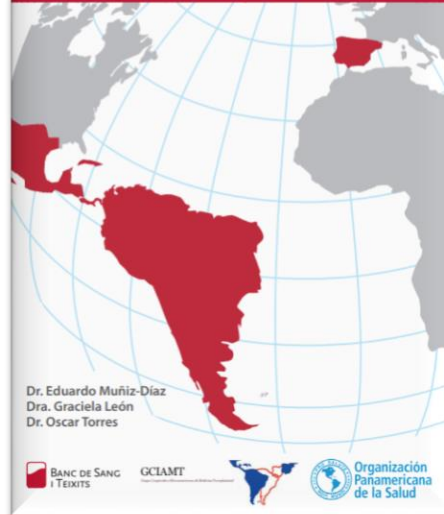 Dr. Eduardo Muñiz-Díaz
Dra. Graciela León
Dr. Oscar Torres
BANC DE SANG
I TEIXITS
GCIAMT
Organización
Panamericana
de la Salud